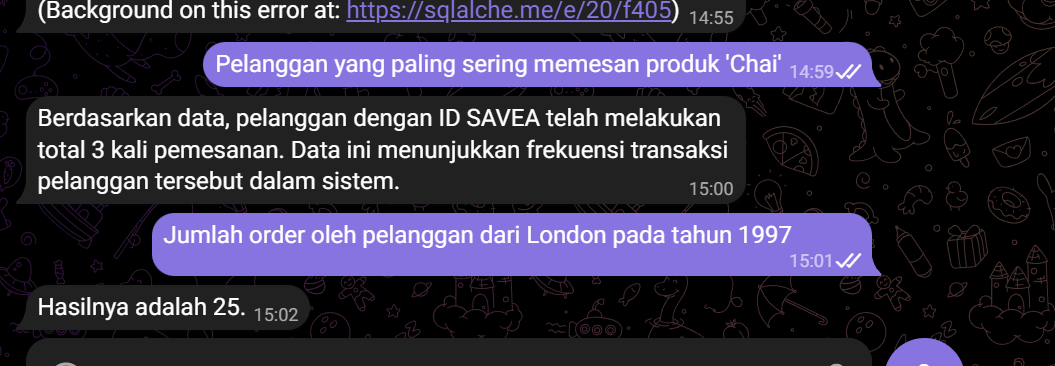 (Background on this error at: https://sqlalche.me/e/20/f405) 14:55
Pelanggan yang paling sering memesan produk 'Chai' 14:59
Berdasarkan data, pelanggan dengan ID SAVEA telah melakukan
total 3 kali pemesanan. Data ini menunjukkan frekuensi transaksi
pelanggan tersebut dalam sistem. 15:00
Jumlah order oleh pelanggan dari London pada tahun 1997
15:01
Hasilnya adalah 25. 15:02